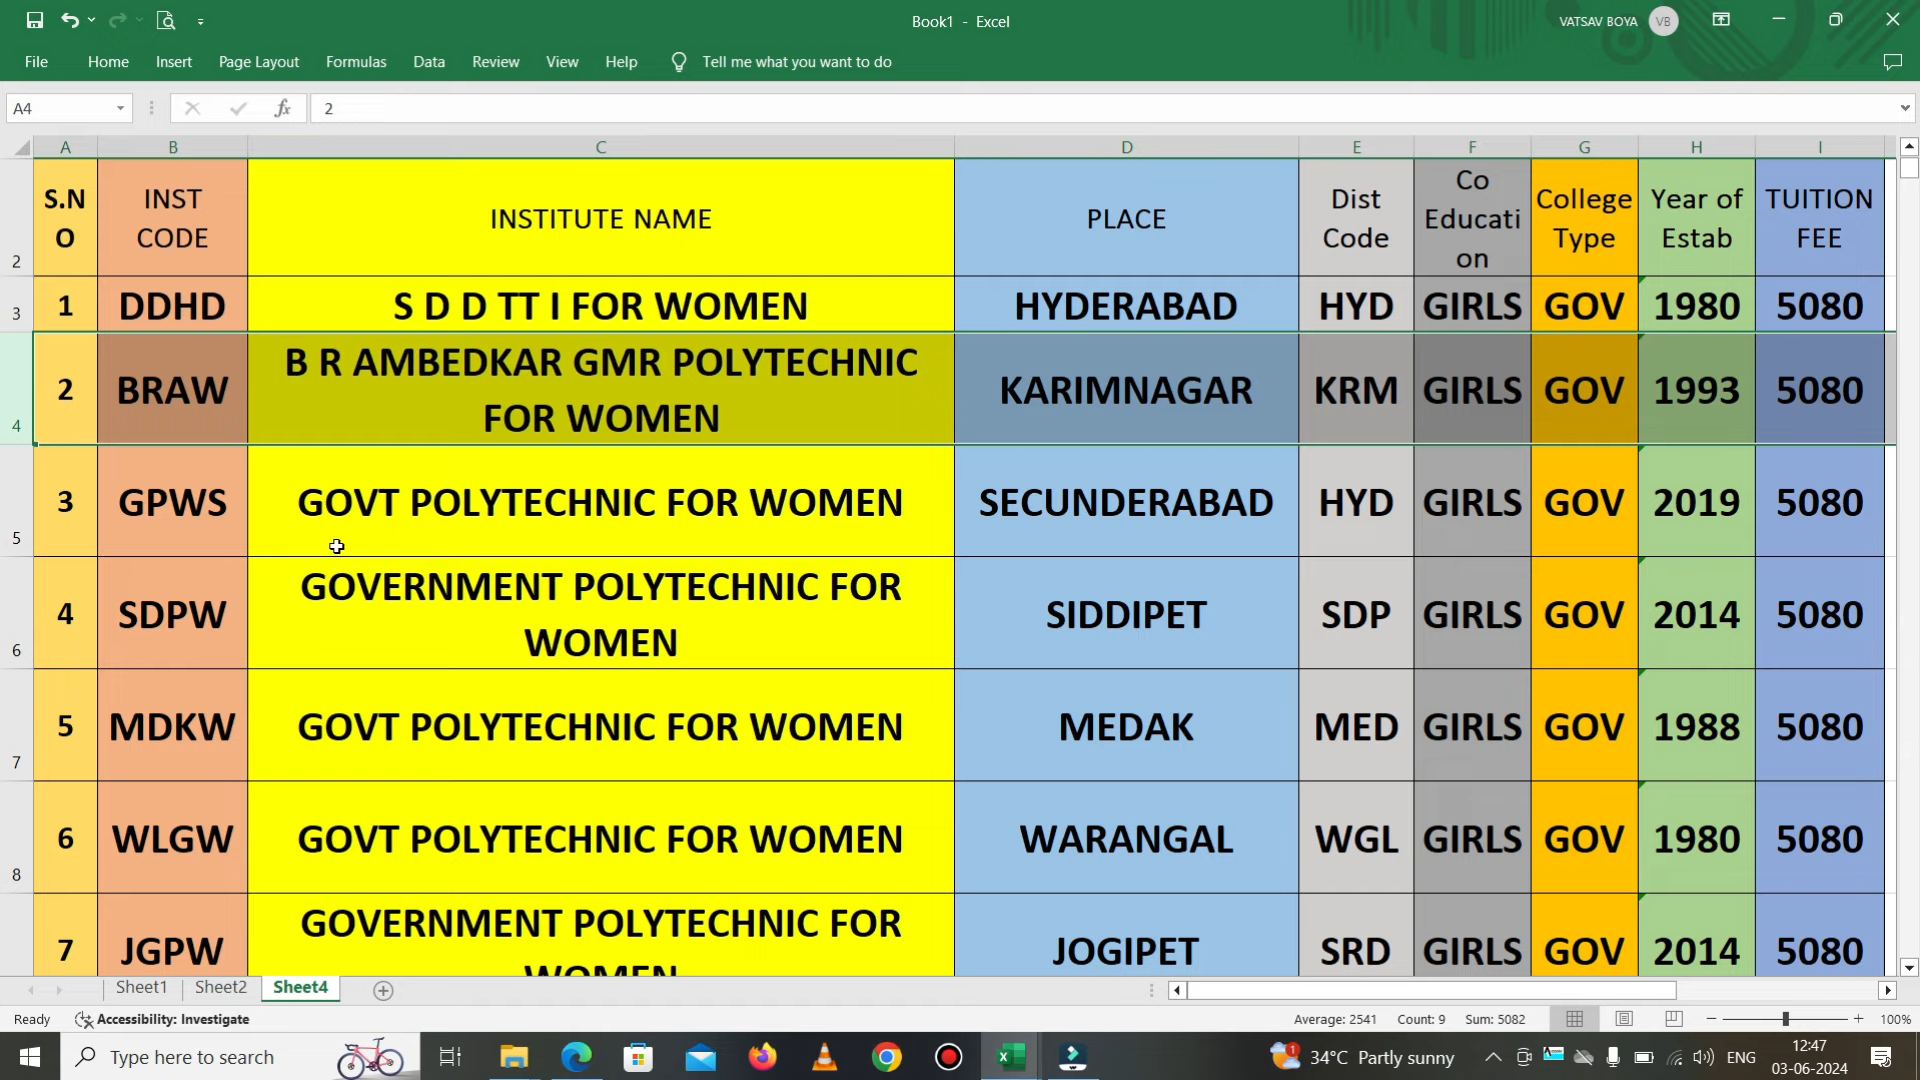 Book1 - Excel
VATSAV BOYA VB
File Home Insert Page Layout Formulas Data Review View Help Tell me what you want to do
A4 fx 2
A B C D E F G H I
2 S.N INST INSTITUTE NAME PLACE Dist Co College Year of TUITION
O CODE Code Educati Type Estab FEE
on
3 1 DDHD S D D TT I FOR WOMEN HYDERABAD HYD GIRLS GOV 1980 5080
4 2 BRAW B R AMBEDKAR GMR POLYTECHNIC KARIMNAGAR KRM GIRLS GOV 1993 5080
FOR WOMEN
5 3 GPWS GOVT POLYTECHNIC FOR WOMEN SECUNDERABAD HYD GIRLS GOV 2019 5080
6 4 SDPW GOVERNMENT POLYTECHNIC FOR SIDDIPET SDP GIRLS GOV 2014 5080
WOMEN
7 5 MDKW GOVT POLYTECHNIC FOR WOMEN MEDAK MED GIRLS GOV 1988 5080
8 6 WLGW GOVT POLYTECHNIC FOR WOMEN WARANGAL WGL GIRLS GOV 1980 5080
7 JGPW GOVERNMENT POLYTECHNIC FOR JOGIPET SRD GIRLS GOV 2014 5080
WOMEN
Sheet1 Sheet2 Sheet4
Ready Accessibility: Investigate Average: 2541 Count: 9 Sum: 5082 100%
Type here to search 1 34°C Partly sunny ENG 12:47
03-06-2024